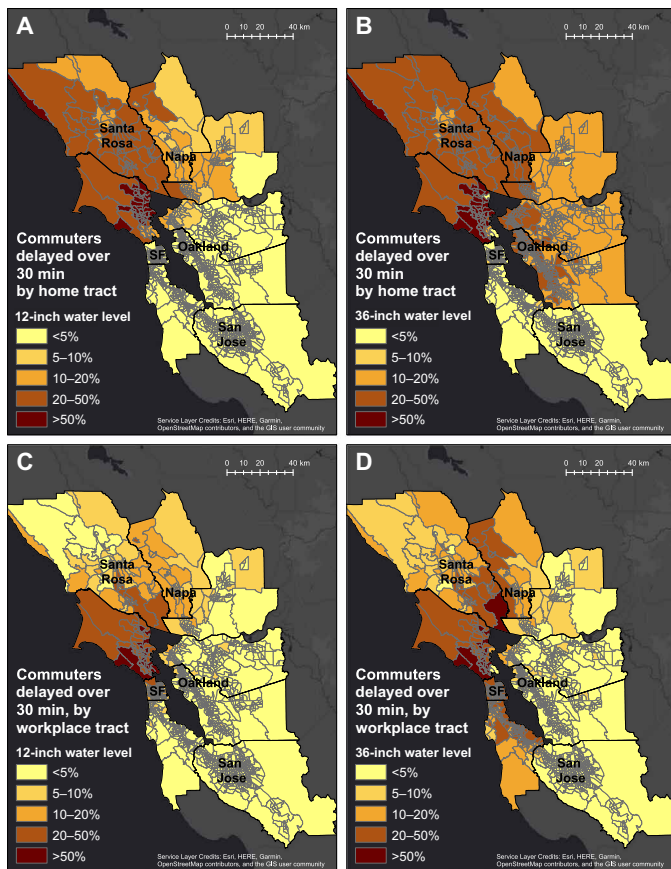 A
0 10 20 40 km
Santa
Rosa
Napa
Oakland
SF
San
Jose
Commuters
delayed over
30 min
by home tract
12-inch water level
<5%
5–10%
10–20%
20–50%
>50%
Service Layer Credits: Esri, HERE, Garmin,
OpenStreetMap contributors, and the GIS user community
B
0 10 20 40 km
Santa
Rosa
Napa
Oakland
SF
San
Jose
Commuters
delayed over
30 min
by home tract
36-inch water level
<5%
5–10%
10–20%
20–50%
>50%
Service Layer Credits: Esri, HERE, Garmin,
OpenStreetMap contributors, and the GIS user community
C
0 10 20 40 km
Santa
Rosa
Napa
Oakland
SF
San
Jose
Commuters
delayed over
30 min, by
workplace tract
12-inch water level
<5%
5–10%
10–20%
20–50%
>50%
Service Layer Credits: Esri, HERE, Garmin,
OpenStreetMap contributors, and the GIS user community
D
0 10 20 40 km
Santa
Rosa
Napa
Oakland
SF
San
Jose
Commuters
delayed over
30 min, by
workplace tract
36-inch water level
<5%
5–10%
10–20%
20–50%
>50%
Service Layer Credits: Esri, HERE, Garmin,
OpenStreetMap contributors, and the GIS user community